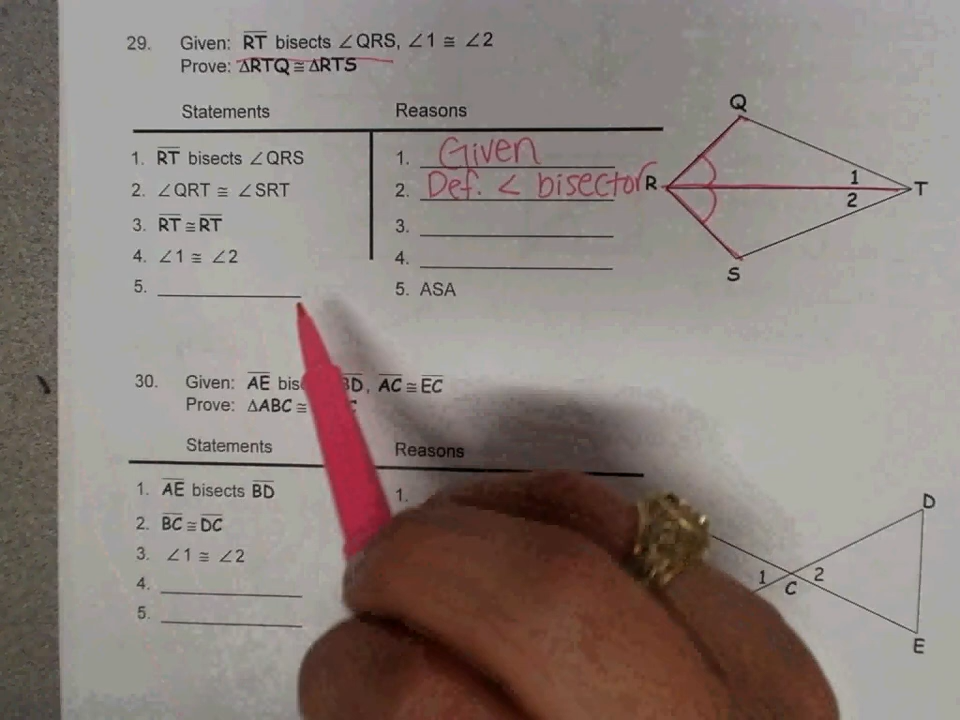 29. Given: RT bisects ∠QRS, ∠1 ≅ ∠2
Prove: ΔRTQ ≅ ΔRTS
Statements Reasons
1. RT bisects ∠QRS 1. Given
2. ∠QRT ≅ ∠SRT 2. Def. < bisector
3. RT ≅ RT 3.
4. ∠1 ≅ ∠2 4.
5. 5. ASA
Q
R
1
2
T
S
30. Given: AE bis BD, AC ≅ EC
Prove: ΔABC ≅ C
Statements Reasons
1. AE bisects BD 1.
2. BC ≅ DC
3. ∠1 ≅ ∠2
4.
5.
D
1 C 2
E